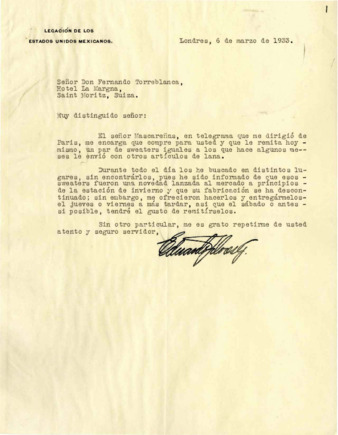 1
LEGACIÓN DE LOS
ESTADOS UNIDOS MEXICANOS.
Londres, 6 de marzo de 1933.
Señor Don Fernando Torreblanca,
Hotel La Margna,
Saint Moritz, Suiza.
Muy distinguido señor:
El señor Mascareñas, en telegrama que me dirigió de
Paris, me encarga que compre para usted y que le remita hoy -
mismo, un par de sweaters iguales a los que hace algunos me-
ses le envió con otros artículos de lana.
Durante todo el día los he buscado en distintos lu-
gares, sin encontrarlos, pues he sido informado de que esos -
sweaters fueron una novedad lanzada al mercado a principios -
de la estación de invierno y que su fabricación se ha descon-
tinuado; sin embargo, me ofrecieron hacerlos y entregármelos-
el jueves o viernes a más tardar, así que el sábado o antes -
si posible, tendré el gusto de remitírselos.
Sin otro particular, me es grato repetirme de usted
atento y seguro servidor,